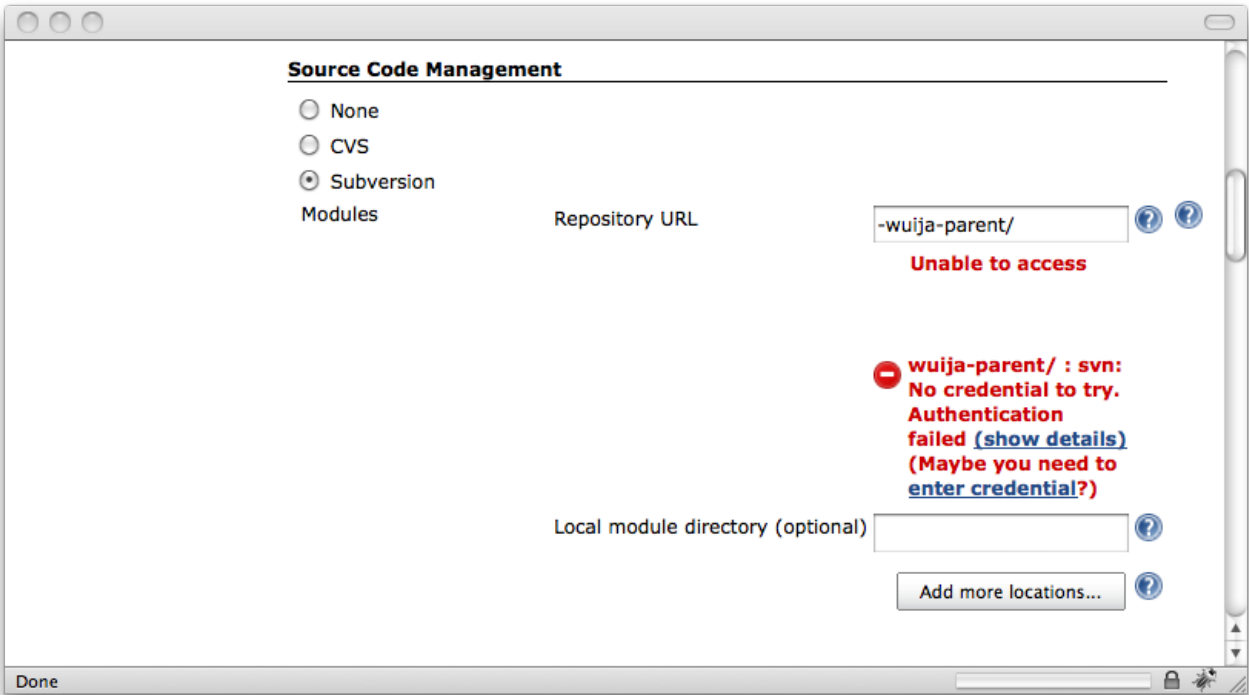 Source Code Management
None
CVS
Subversion
Modules
Repository URL
-wuija-parent/
Unable to access
wuija-parent/ : svn:
No credential to try.
Authentication
failed (show details)
(Maybe you need to
enter credential?)
Local module directory (optional)
Add more locations...
Done